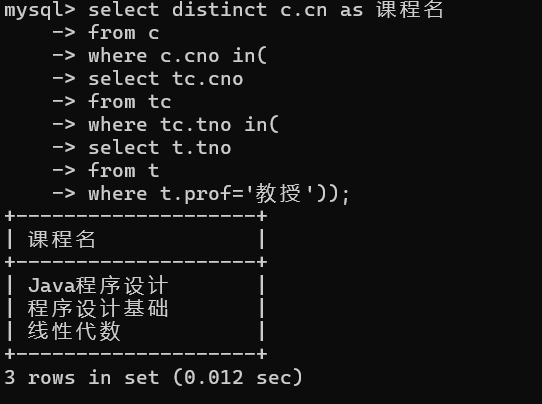 mysql> select distinct c.cn as 课程名
    -> from c
    -> where c.cno in(
    -> select tc.cno
    -> from tc
    -> where tc.tno in(
    -> select t.tno
    -> from t
    -> where t.prof='教授'));
+--------------------+
| 课程名             |
+--------------------+
| Java程序设计       |
| 程序设计基础       |
| 线性代数           |
+--------------------+
3 rows in set (0.012 sec)